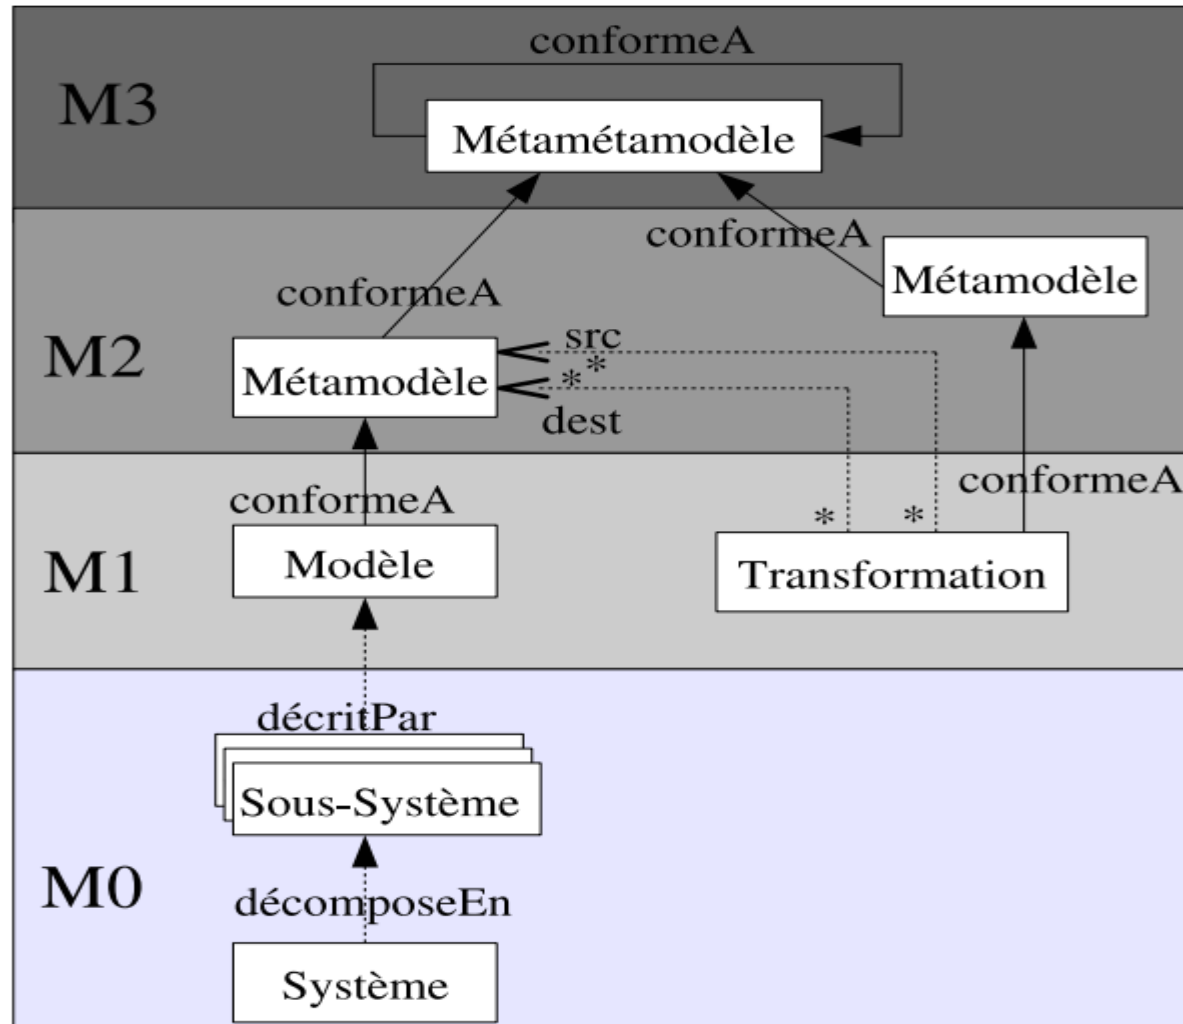 conformeA
M3
Métamétamodèle
conformeA
Métamodèle
conformeA
M2
src
*
Métamodèle
*
dest
conformeA
conformeA
*
*
M1
Modèle
Transformation
décritPar
Sous-Système
M0
décomposeEn
Système